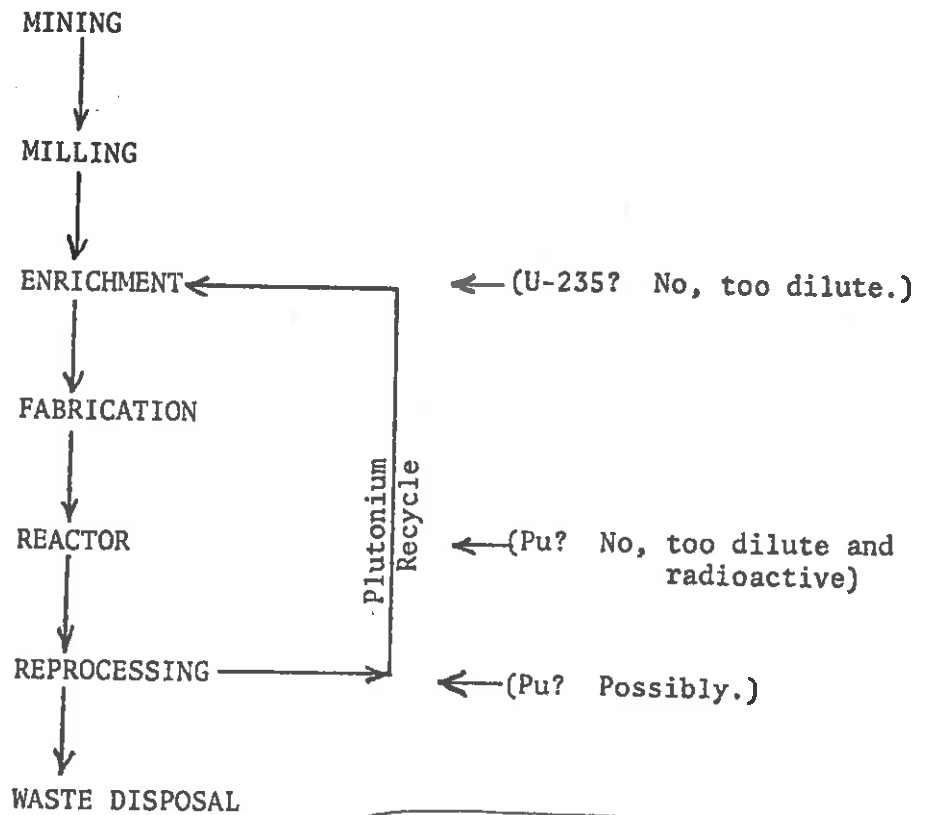 MINING
MILLING
ENRICHMENT
(U-235? No, too dilute.)
FABRICATION
Plutonium
Recycle
REACTOR
(Pu? No, too dilute and
radioactive)
REPROCESSING
(Pu? Possibly.)
WASTE DISPOSAL